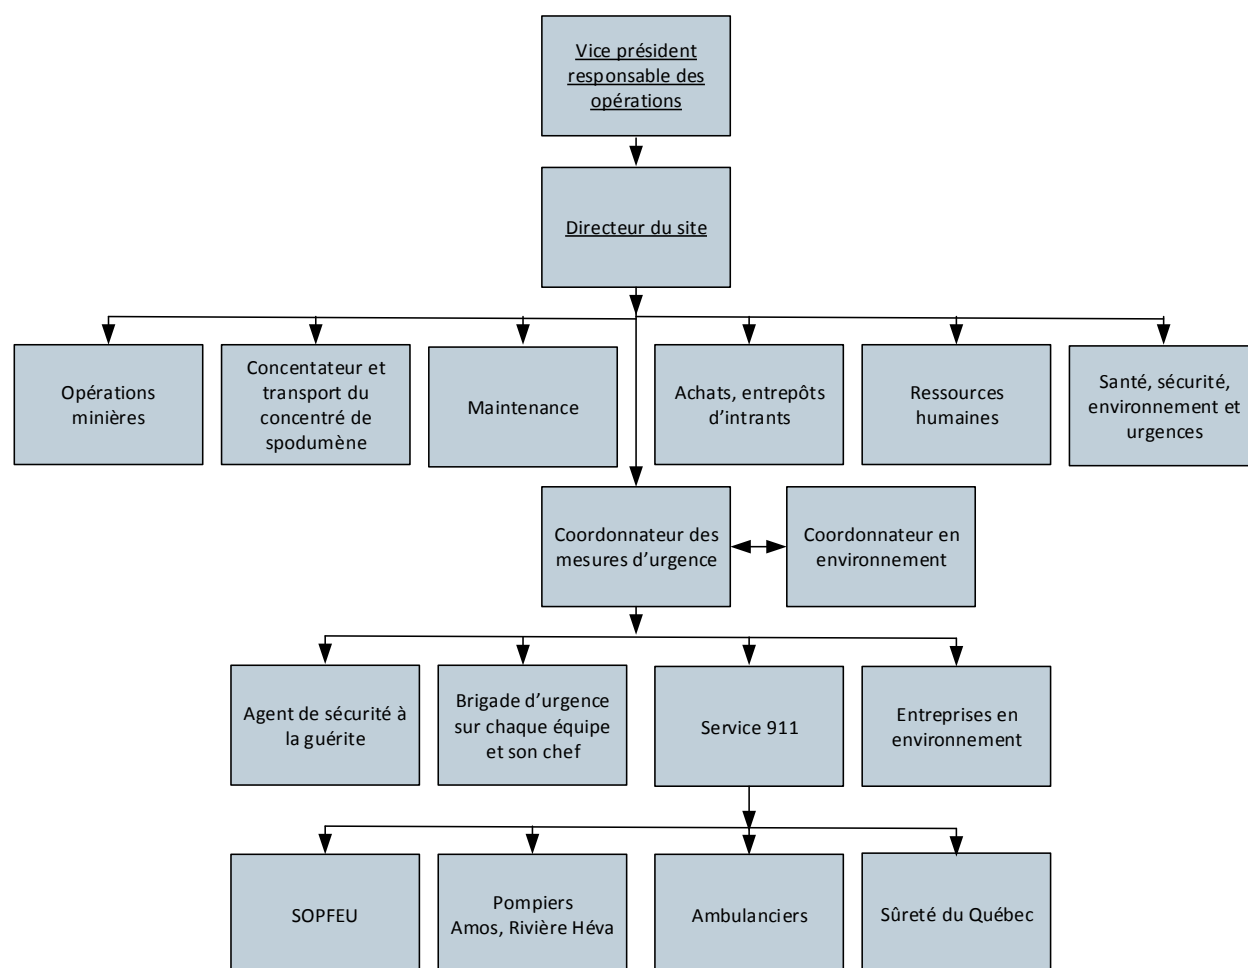 Vice président
responsable des
opérations
Directeur du site
Opérations
minières
Concentateur et
transport du
concentré de
spodumène
Maintenance
Achats, entrepôts
d’intrants
Ressources
humaines
Santé, sécurité,
environnement et
urgences
Coordonnateur des
mesures d’urgence
Coordonnateur en
environnement
Agent de sécurité à
la guérite
Brigade d’urgence
sur chaque équipe
et son chef
Service 911
Entreprises en
environnement
SOPFEU
Pompiers
Amos, Rivière Héva
Ambulanciers
Sûreté du Québec